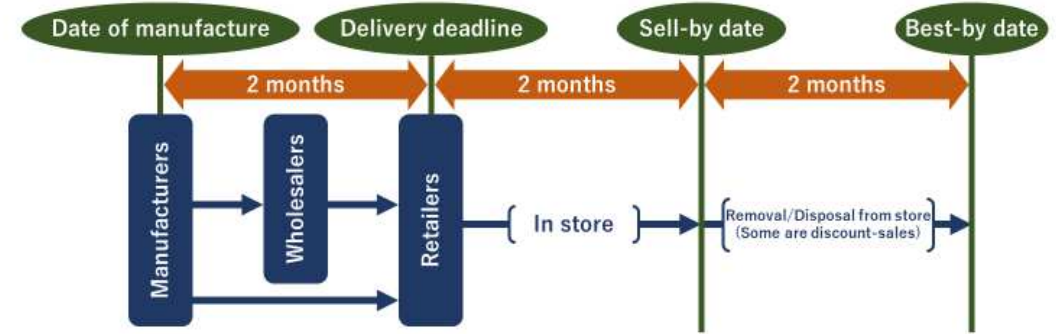 Date of manufacture
Delivery deadline
Sell-by date
Best-by date
2 months
2 months
2 months
Manufacturers
Wholesalers
Retailers
In store
Removal/Disposal from store
(Some are discount-sales)